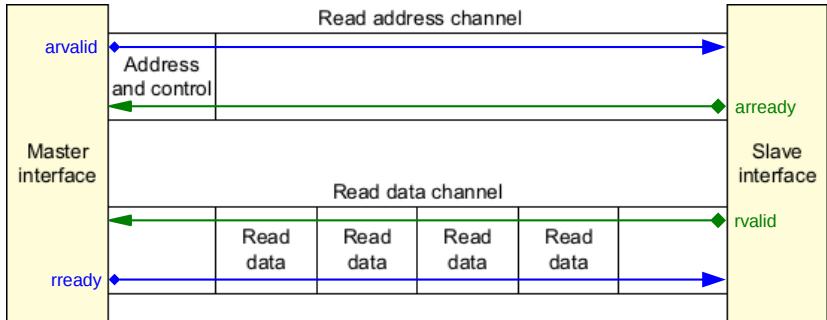 Read address channel
arvalid
Address
and control
arready
Master
interface
Slave
interface
Read data channel
rvalid
Read
data
Read
data
Read
data
Read
data
rready